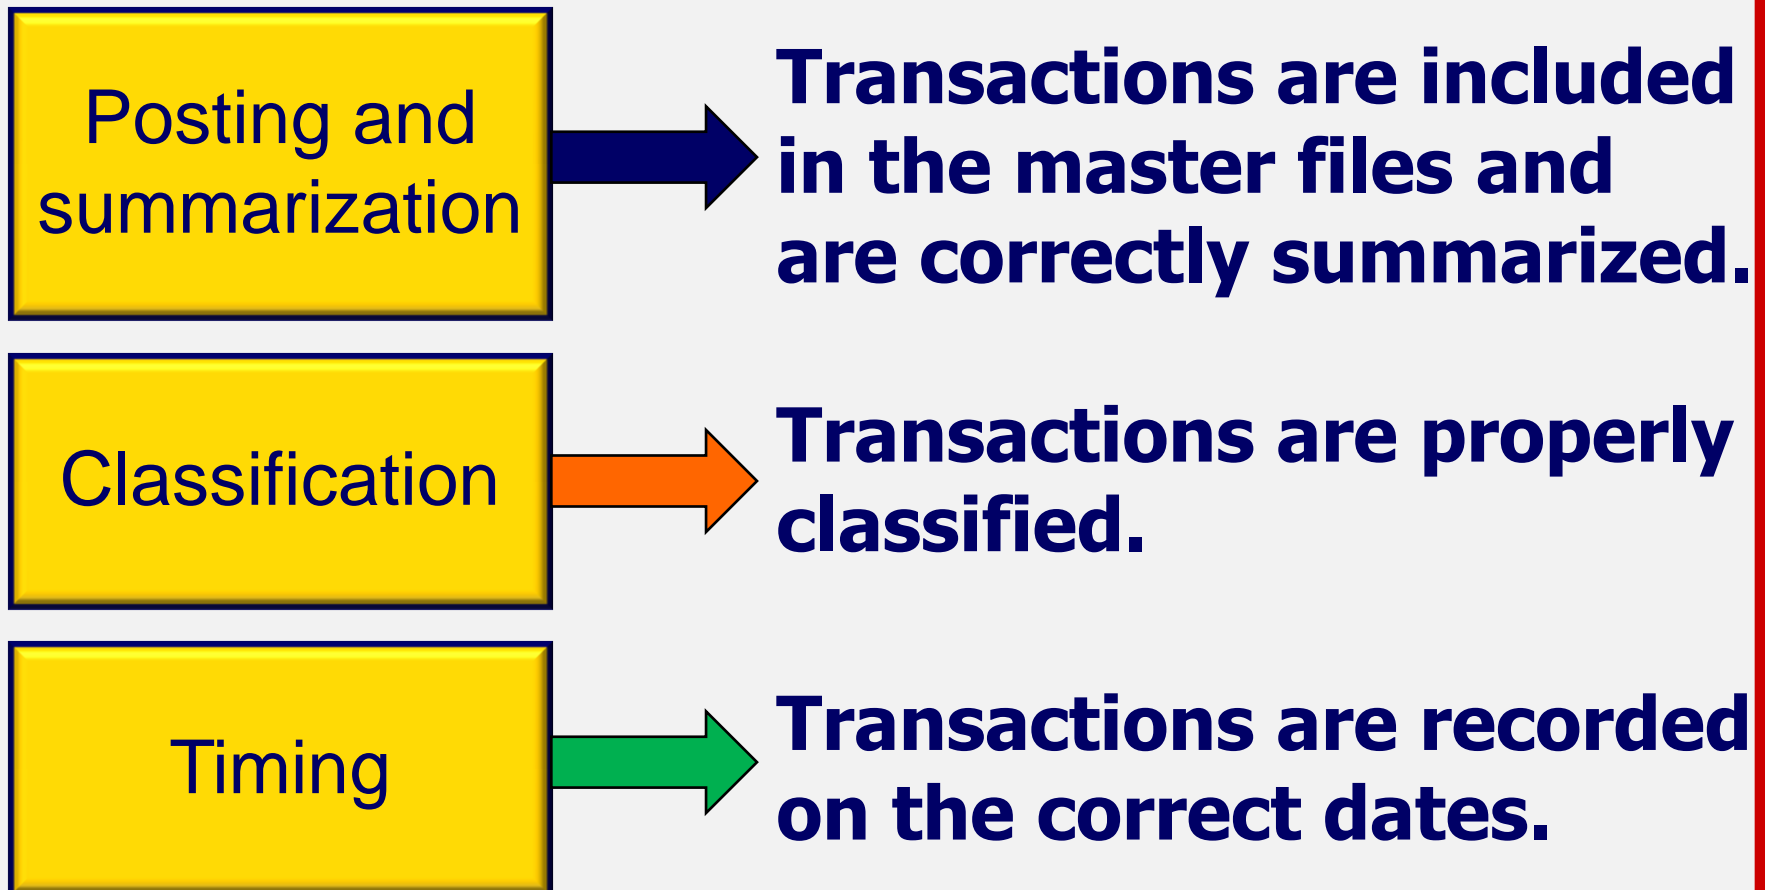 Posting and
summarization
Transactions are included
in the master files and
are correctly summarized.
Classification
Transactions are properly
classified.
Timing
Transactions are recorded
on the correct dates.